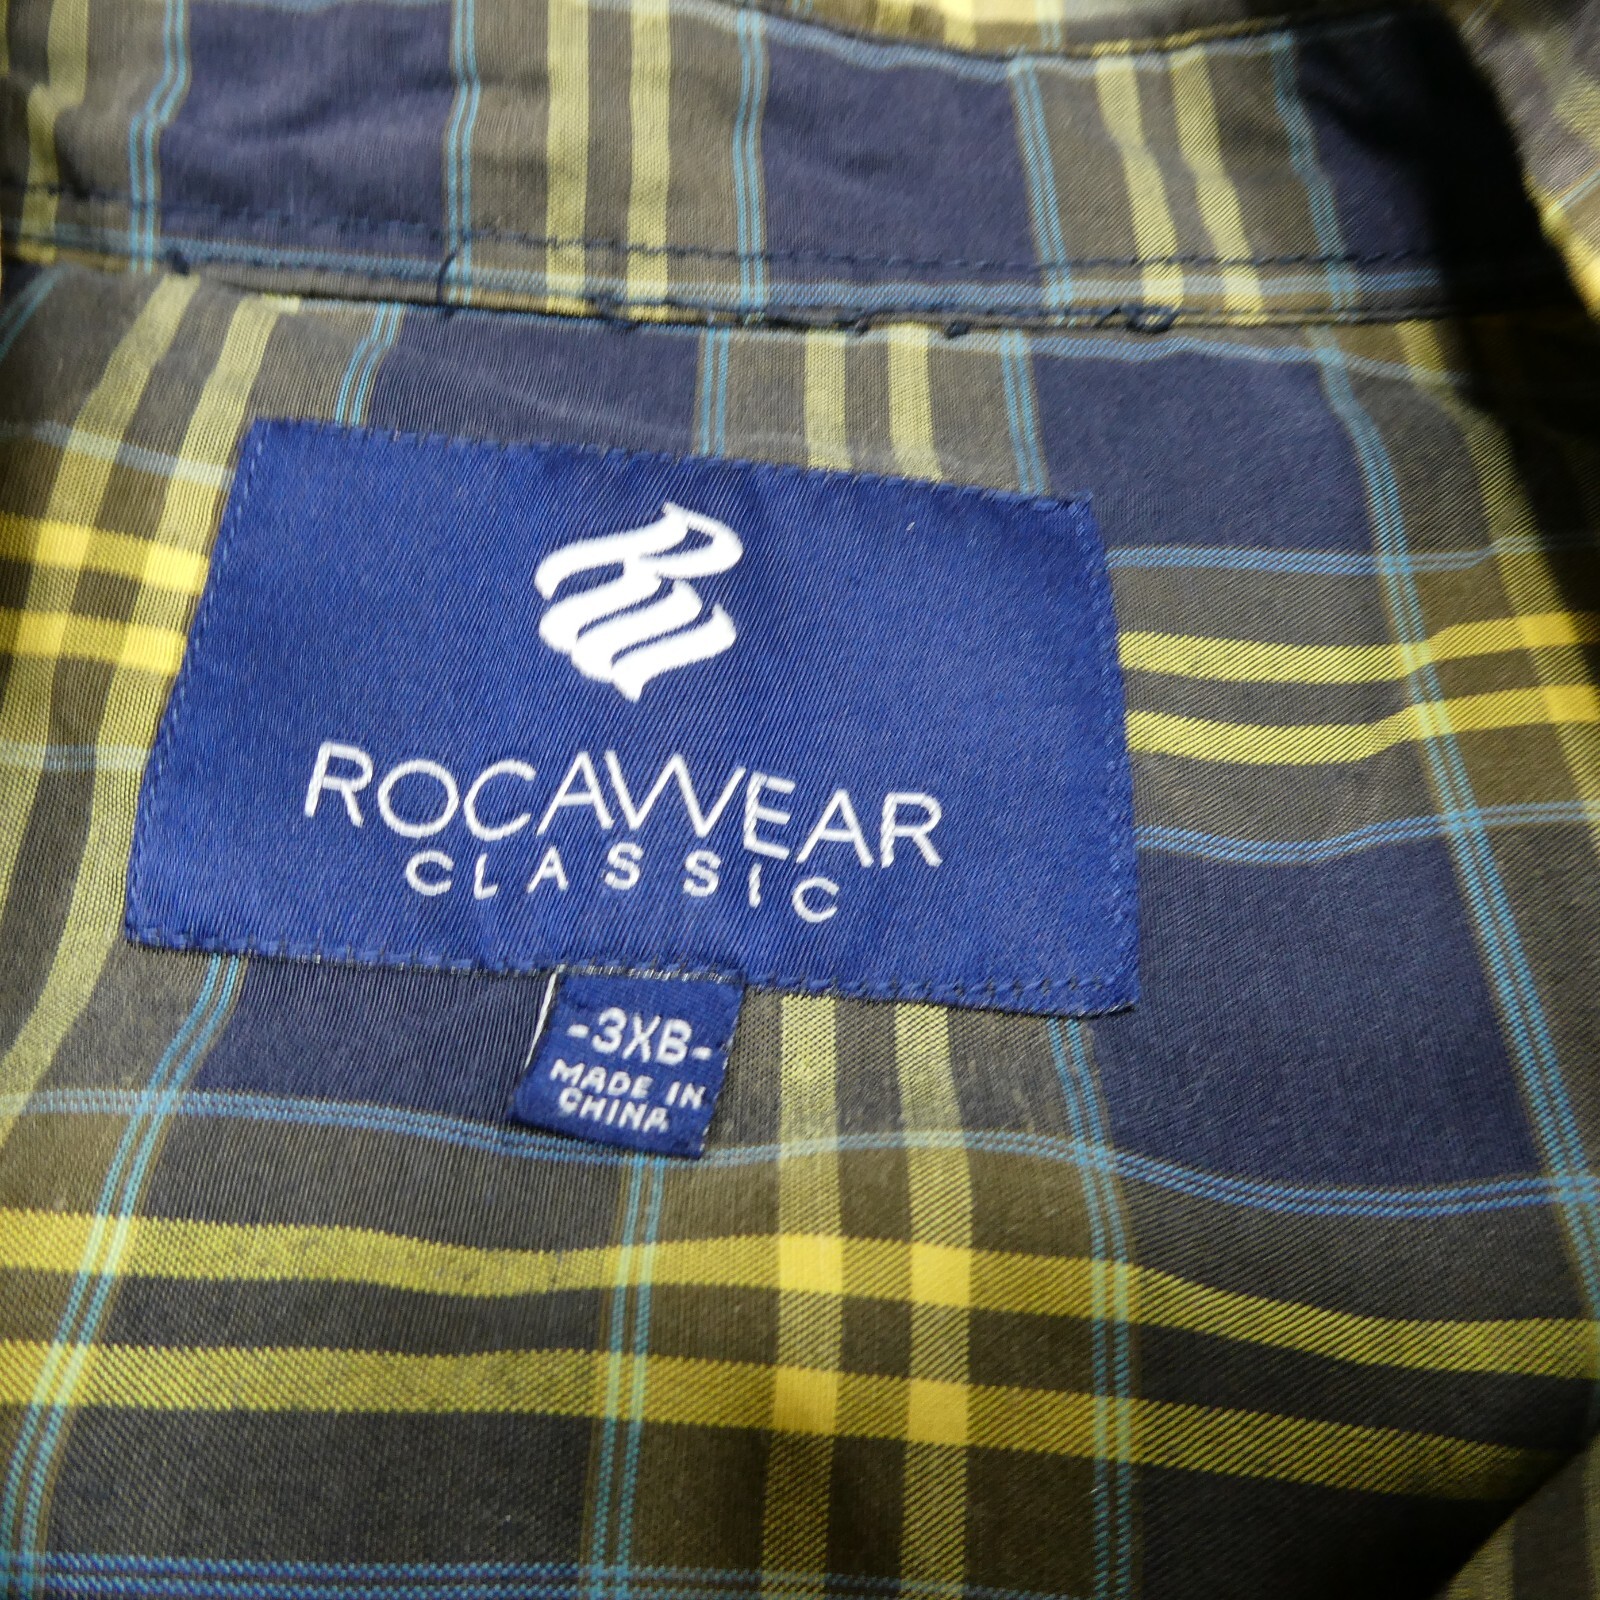 ROCAWEAR
CLASSIC
-3XB-
MADE IN
CHINA